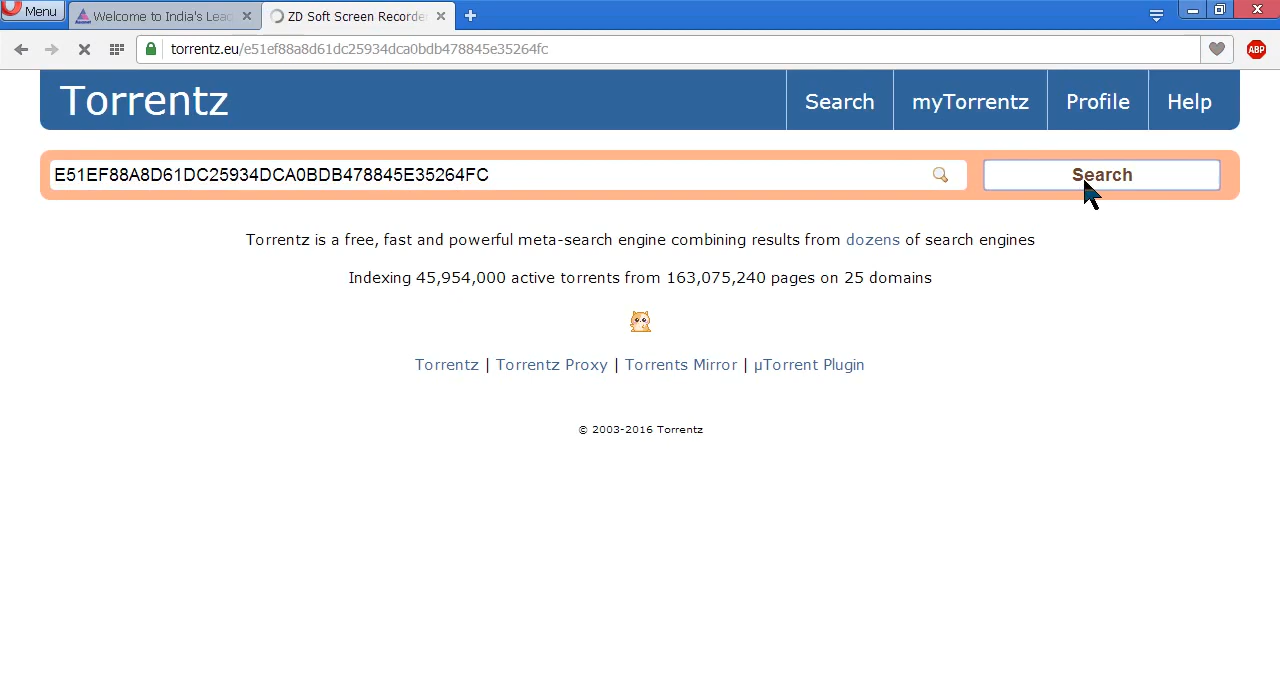 Menu
Welcome to India's Leac
ZD Soft Screen Recorder
torrentz.eu/e51ef88a8d61dc25934dca0bdb478845e35264fc
ABP
Torrentz
Search
myTorrentz
Profile
Help
E51EF88A8D61DC25934DCA0BDB478845E35264FC
Search
Torrentz is a free, fast and powerful meta-search engine combining results from dozens of search engines
Indexing 45,954,000 active torrents from 163,075,240 pages on 25 domains
Torrentz | Torrentz Proxy | Torrents Mirror | µTorrent Plugin
© 2003-2016 Torrentz